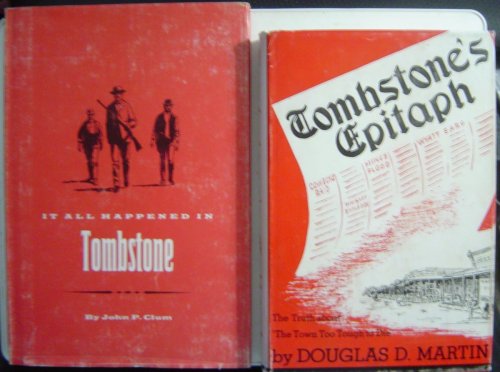 IT ALL HAPPENED IN
Tombstone
By John P. Clum
Tombstone's
Epitaph
WYATT EARP
The Truth about
"The Town Too Tough to Die"
by DOUGLAS D. MARTIN